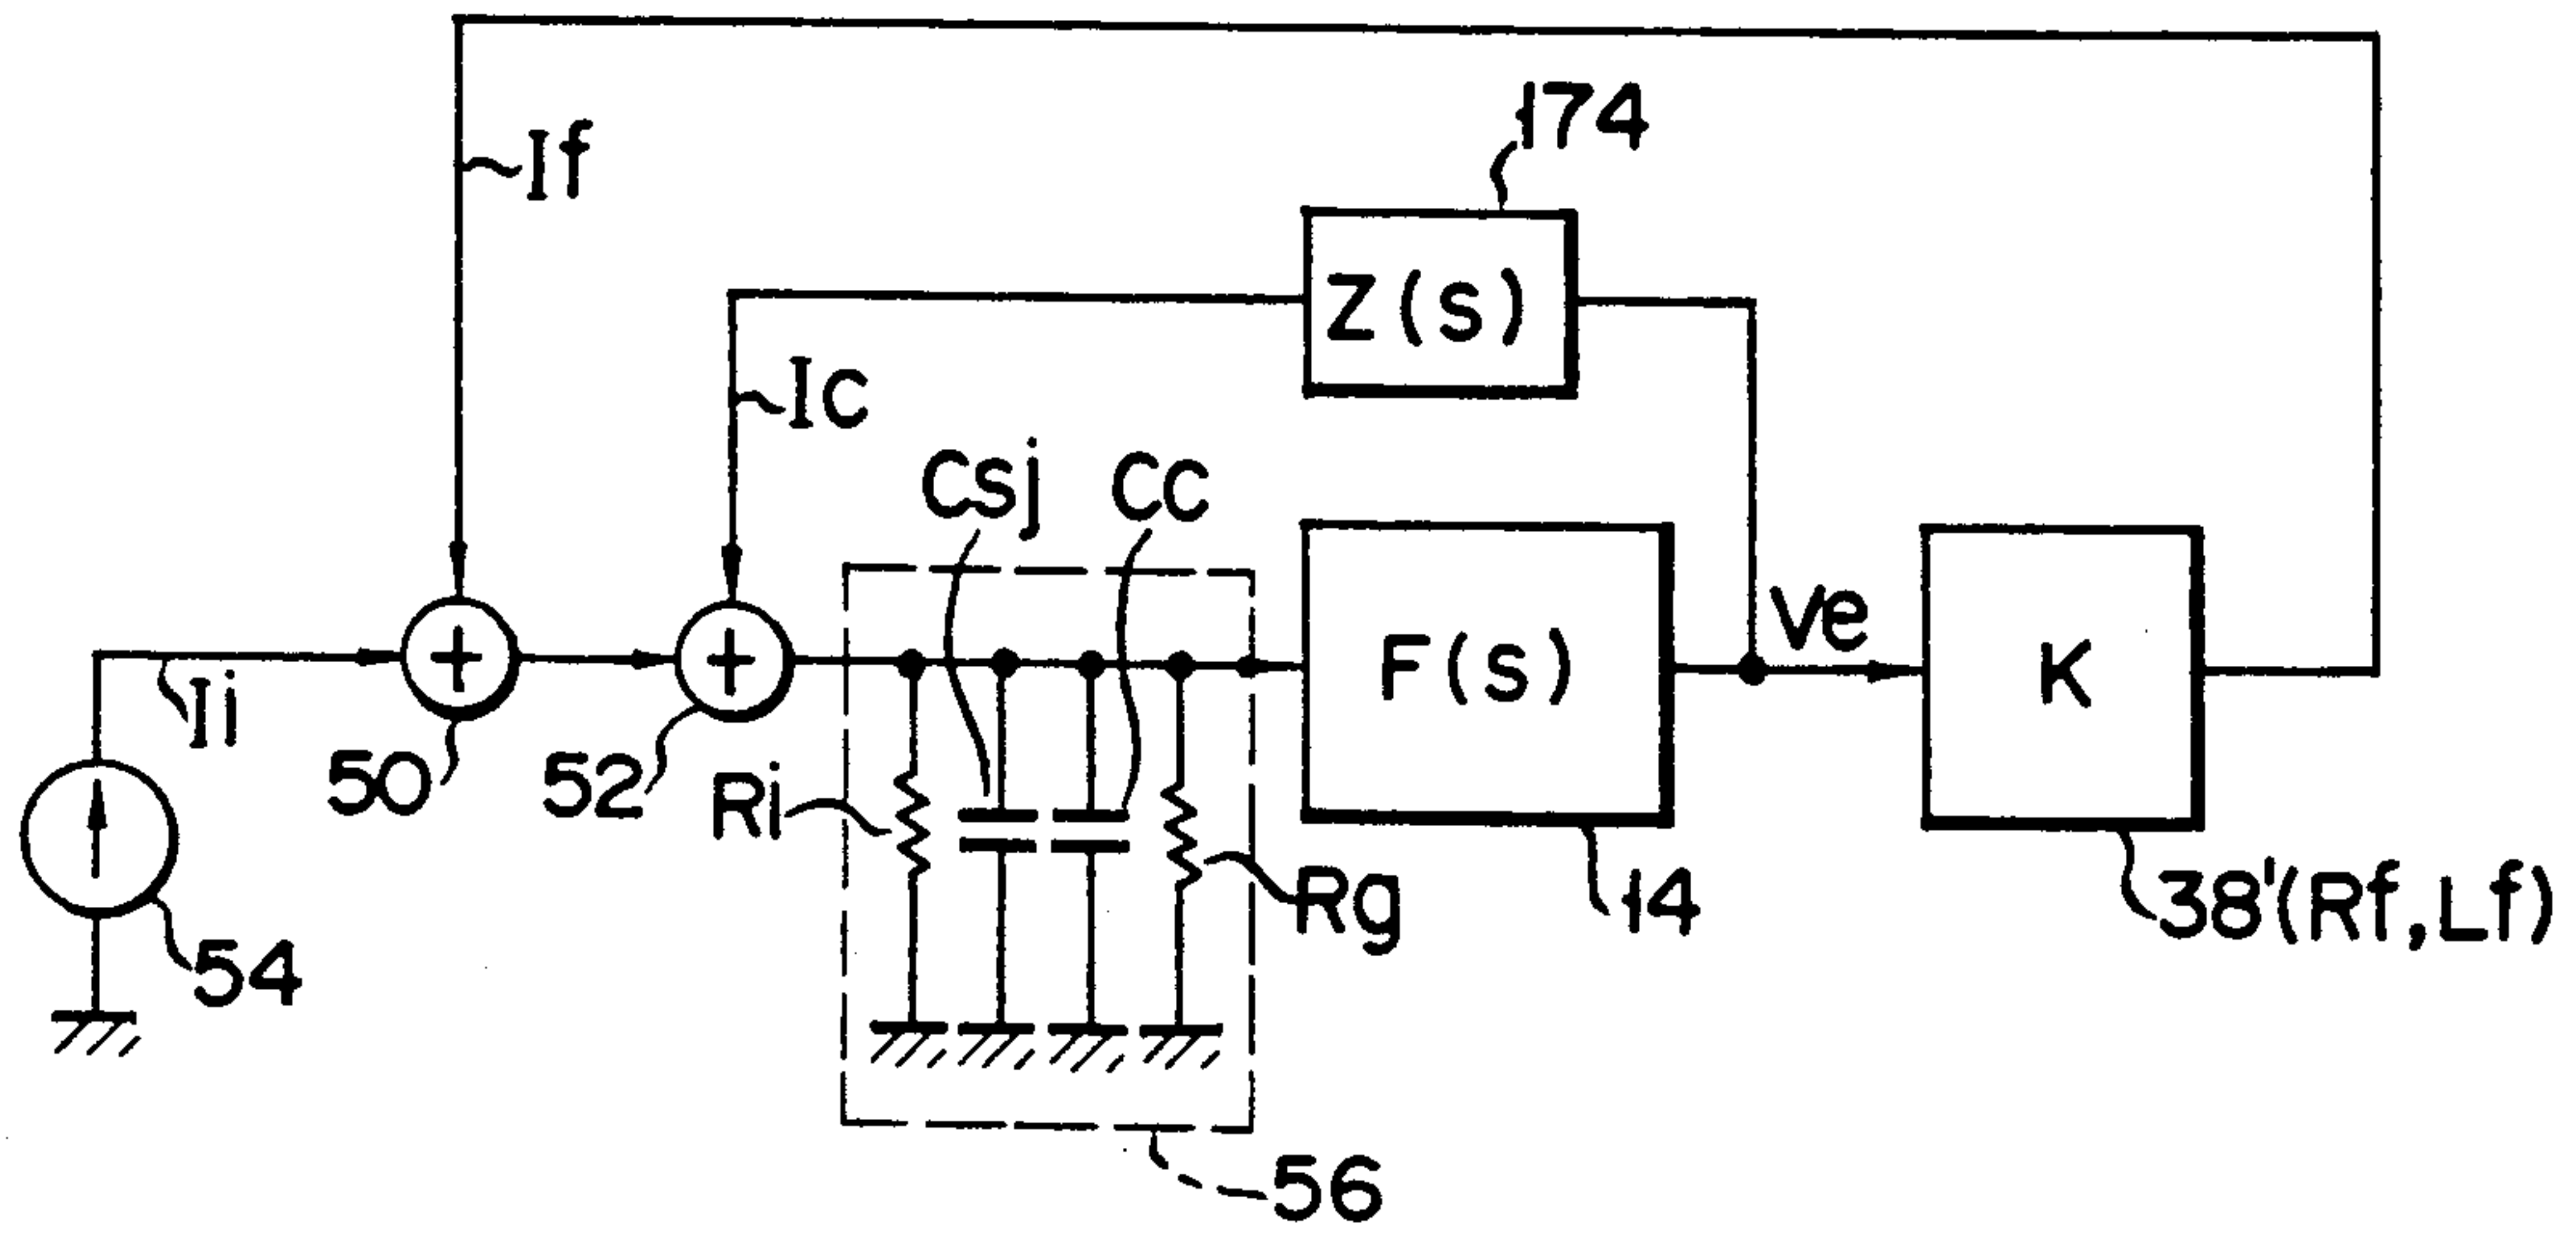 174
If
Z(s)
Ic
Csj
Cc
Ve
F(s)
K
Ii
50
52
Ri
Rg
14
38'(Rf,Lf)
54
56